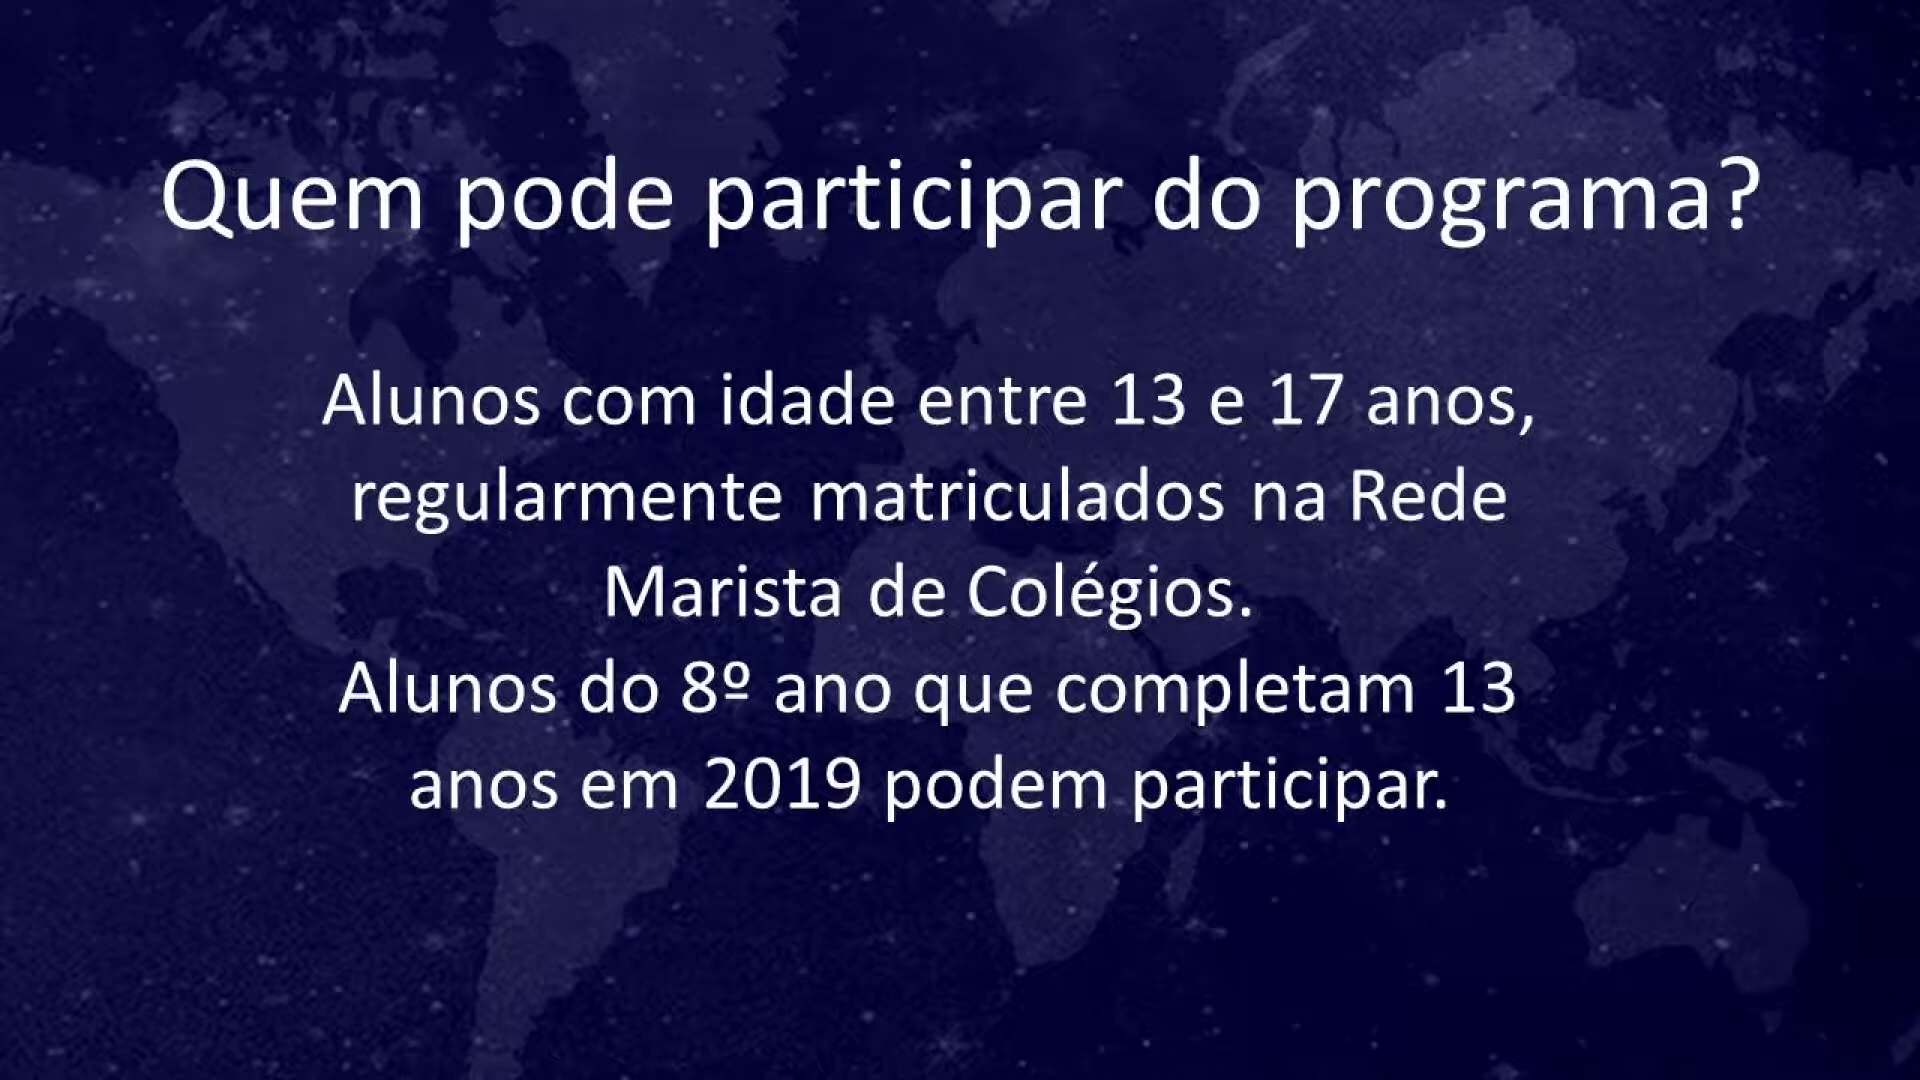 Quem pode participar do programa?
Alunos com idade entre 13 e 17 anos,
regularmente matriculados na Rede
Marista de Colégios.
Alunos do 8º ano que completam 13
anos em 2019 podem participar.